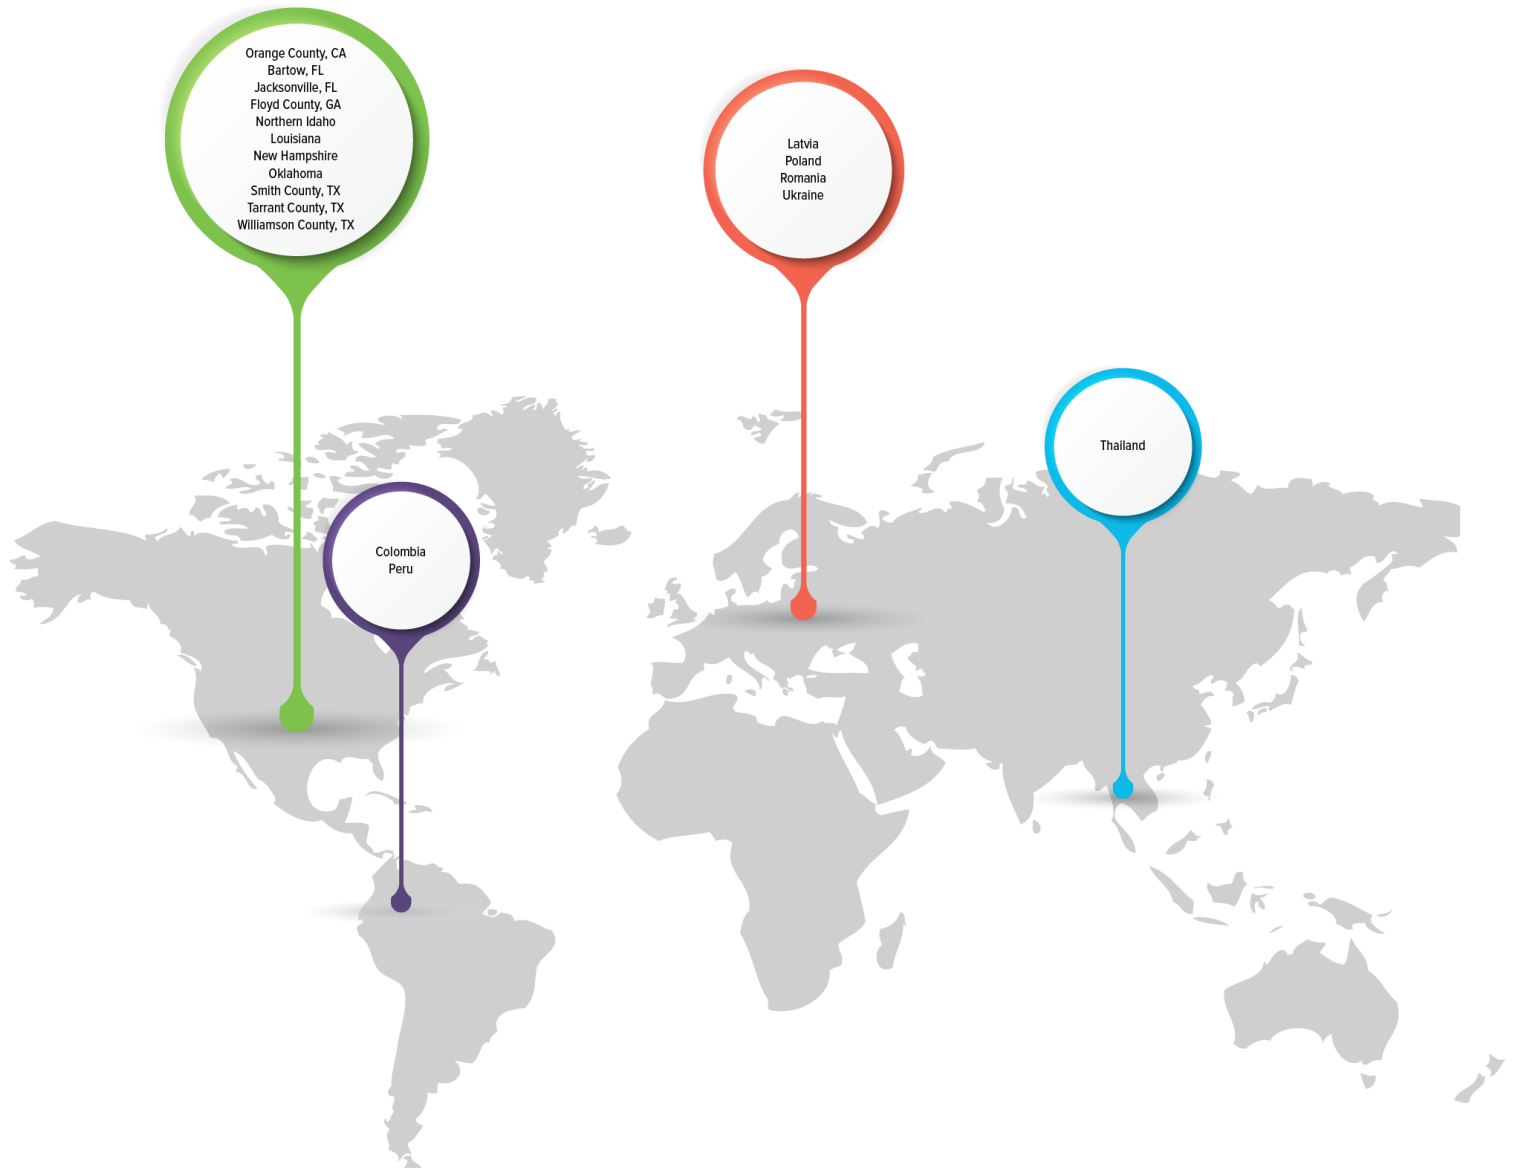 Orange County, CA
Bartow, FL
Jacksonville, FL
Floyd County, GA
Northern Idaho
Louisiana
New Hampshire
Oklahoma
Smith County, TX
Tarrant County, TX
Williamson County, TX
Latvia
Poland
Romania
Ukraine
Thailand
Colombia
Peru